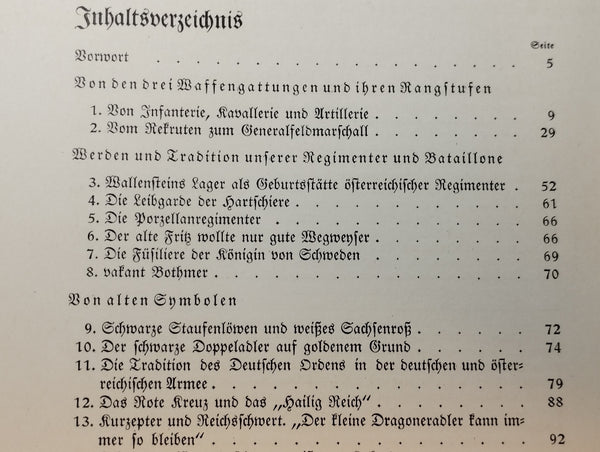 Inhaltsverzeichnis
Seite
Vorwort . . . . . . . . . . . . . . . . . . 5
Von den drei Waffengattungen und ihren Rangstufen
1. Von Infanterie, Kavallerie und Artillerie . . . . . . . . 9
2. Vom Rekruten zum Generalfeldmarschall . . . . . . . . 29
Werden und Tradition unserer Regimenter und Bataillone
3. Wallensteins Lager als Geburtsstätte österreichischer Regimenter . 52
4. Die Leibgarde der Hartschiere . . . . . . . . . . . . 61
5. Die Porzellanregimenter . . . . . . . . . . . . . 66
6. Der alte Fritz wollte nur gute Wegweyser . . . . . . . . 66
7. Die Füsiliere der Königin von Schweden . . . . . . . . 69
8. vakant Bothmer . . . . . . . . . . . . . . . . 70
Von alten Symbolen
9. Schwarze Staufenlöwen und weißes Sachsenroß . . . . . . 72
10. Der schwarze Doppeladler auf goldenem Grund . . . . . . 74
11. Die Tradition des Deutschen Ordens in der deutschen und öster-
reichischen Armee . . . . . . . . . . . . . . . 79
12. Das Rote Kreuz und das „Hailig Reich“ . . . . . . . . 88
13. Kurzepter und Reichsschwert. „Der kleine Dragoneradler kann im-
mer so bleiben“ . . . . . . . . . . . . . . . . 92